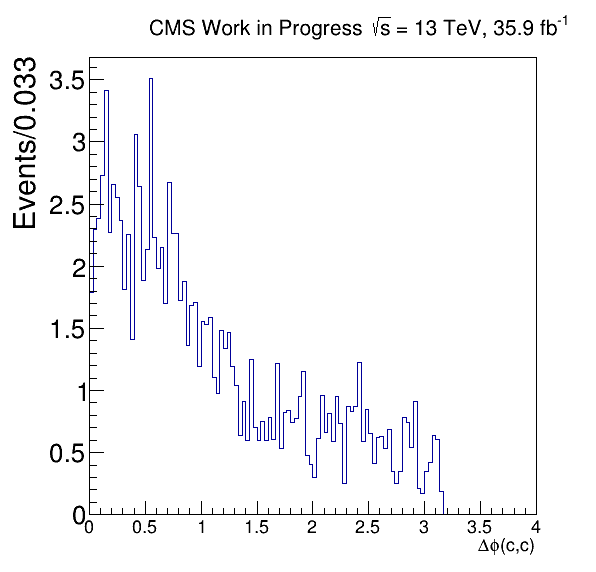 CMS Work in Progress √s = 13 TeV, 35.9 fb⁻¹
Events/0.033
3.5
3
2.5
2
1.5
1
0.5
0
0 0.5 1 1.5 2 2.5 3 3.5 4
Δϕ(c,c)